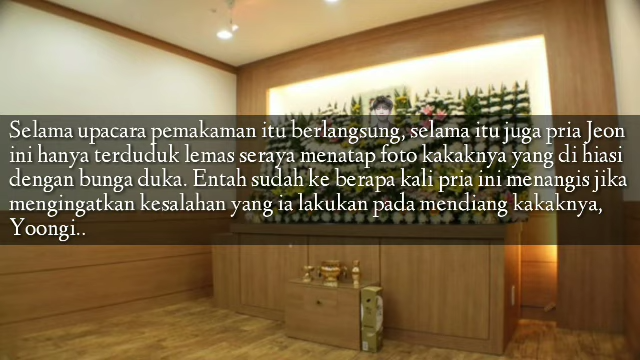 Selama upacara pemakaman itu berlangsung, selama itu juga pria Jeon
ini hanya terduduk lemas seraya menatap foto kakaknya yang di hiasi
dengan bunga duka. Entah sudah ke berapa kali pria ini menangis jika
mengingatkan kesalahan yang ia lakukan pada mendiang kakaknya,
Yoongi..